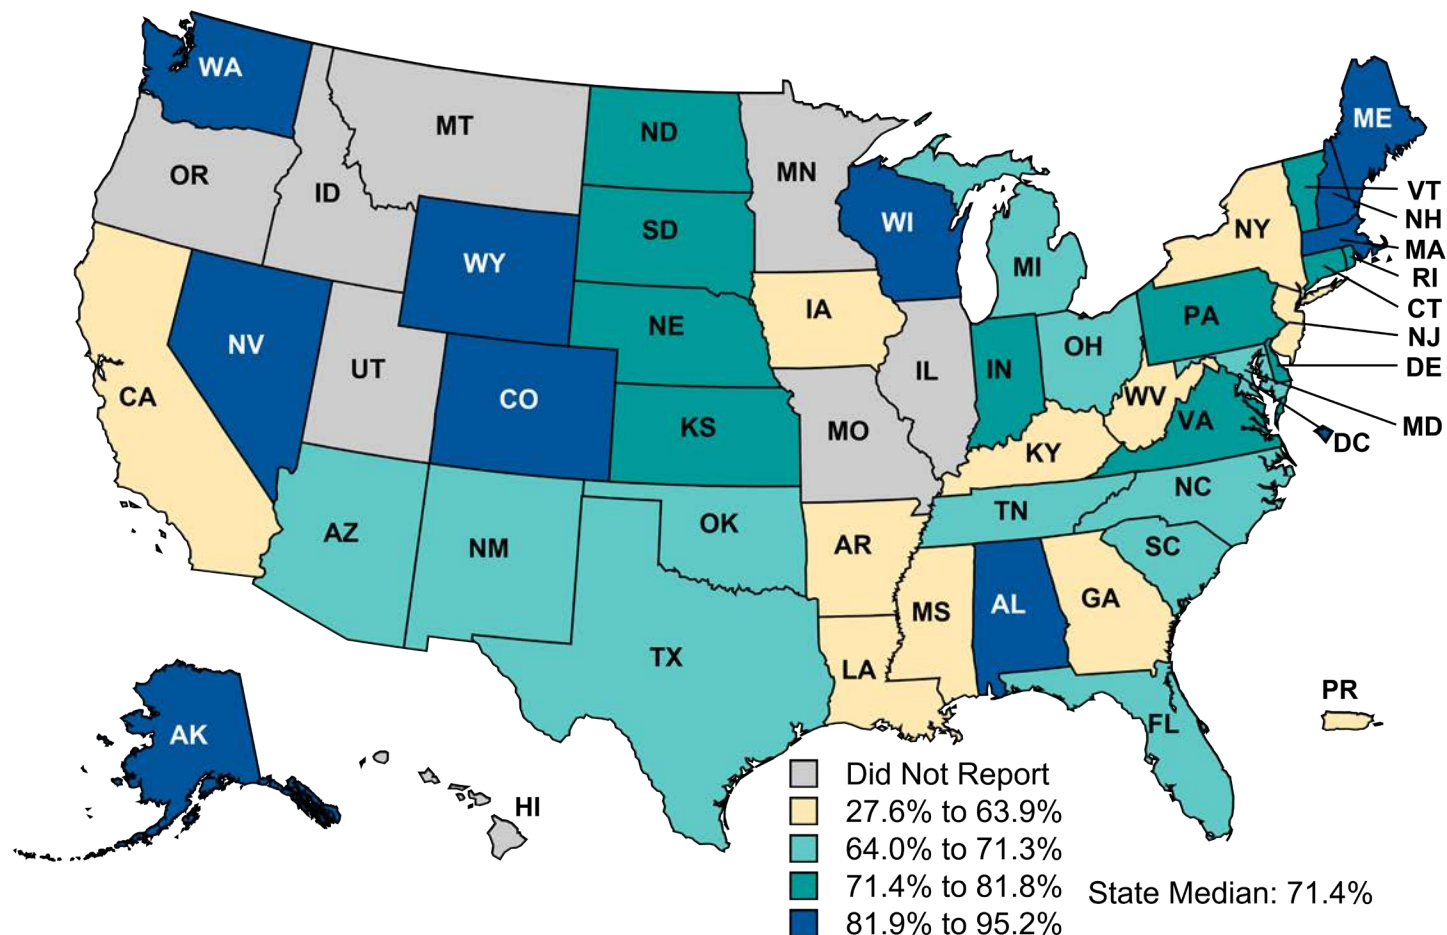 WA
ME
MT
ND
MN
OR
ID
VT
NH
WI
NY
SD
MA
WY
MI
RI
CT
IA
PA
NE
NJ
NV
OH
UT
IL
IN
DE
CO
CA
WV
VA
KS
MO
MD
DC
KY
NC
TN
OK
AZ
NM
AR
SC
MS
AL
GA
TX
LA
PR
FL
AK
HI
Did Not Report
27.6% to 63.9%
64.0% to 71.3%
71.4% to 81.8%
State Median: 71.4%
81.9% to 95.2%